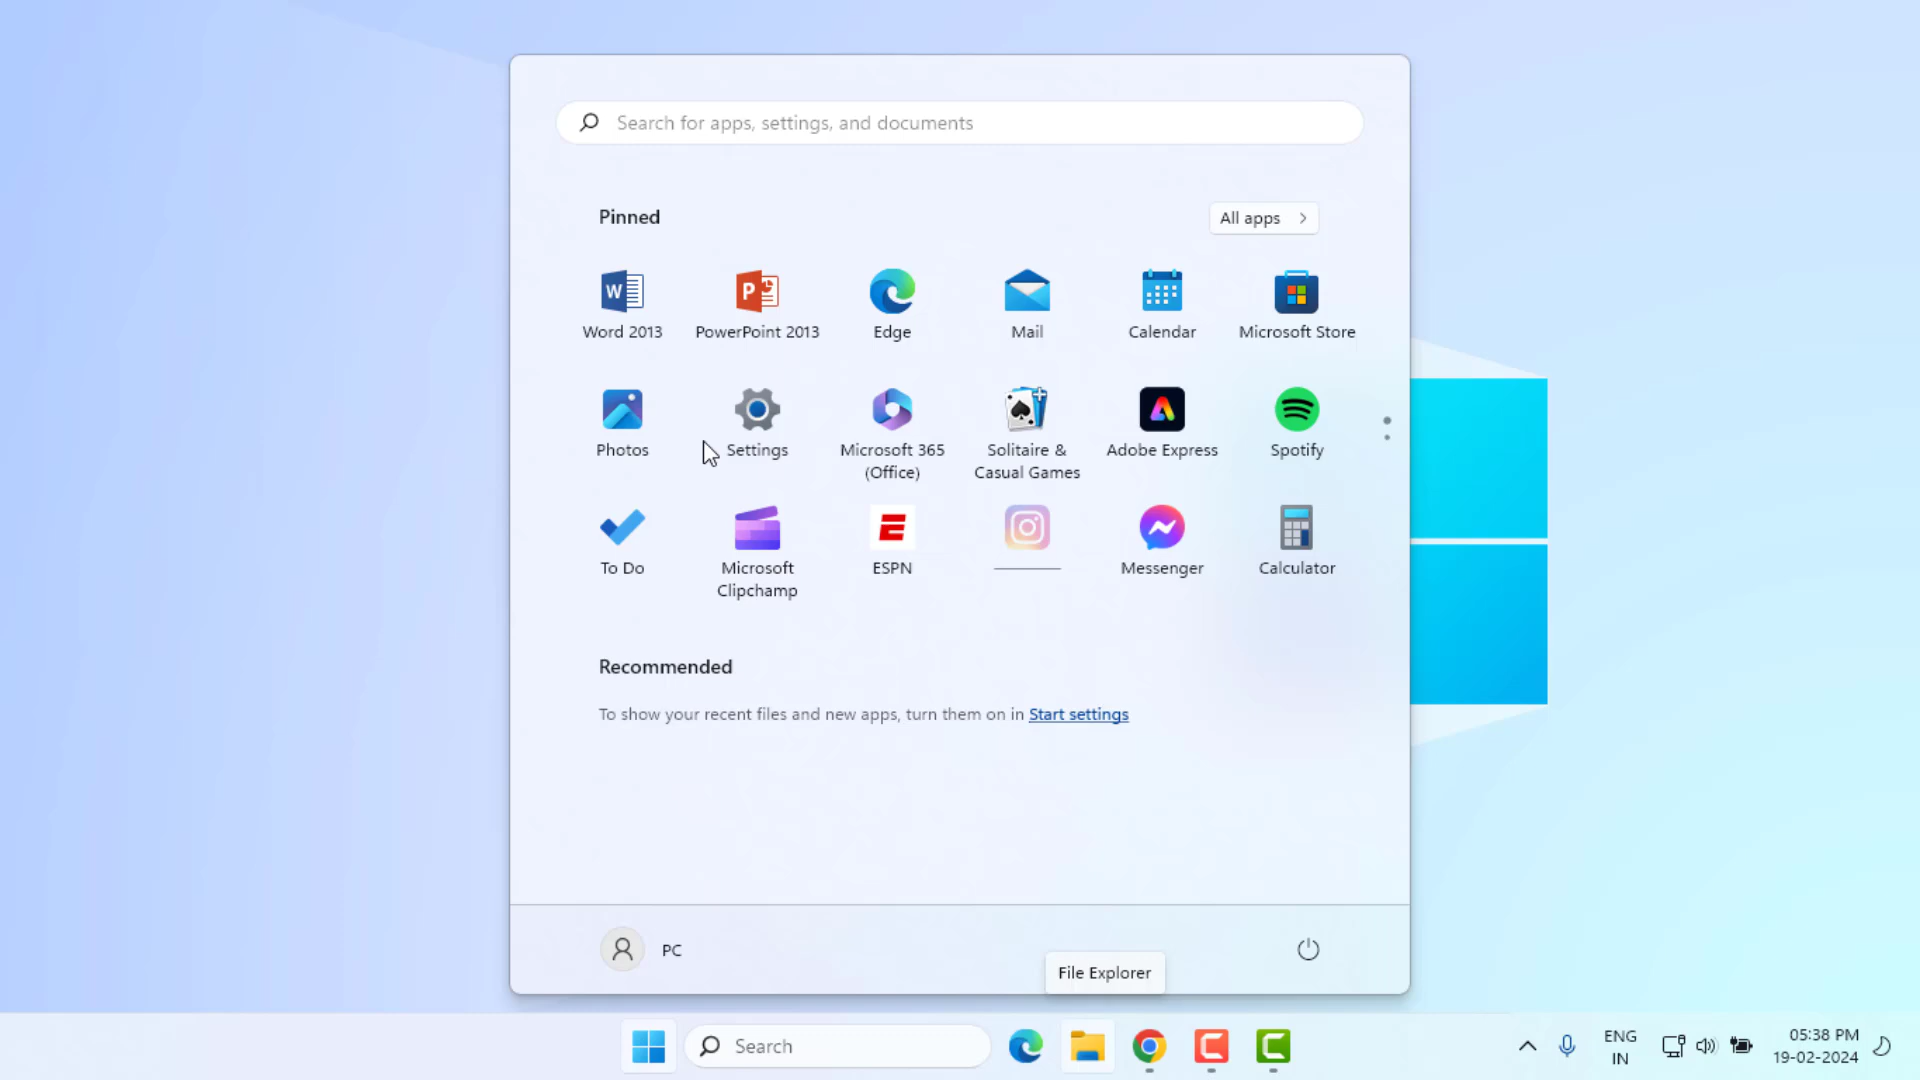 Search for apps, settings, and documents
Pinned
All apps
Word 2013
PowerPoint 2013
Edge
Mail
Calendar
Microsoft Store
Photos
Settings
Microsoft 365
(Office)
Solitaire &
Casual Games
Adobe Express
Spotify
To Do
Microsoft
Clipchamp
ESPN
Messenger
Calculator
Recommended
To show your recent files and new apps, turn them on in Start settings
PC
File Explorer
Search
ENG
IN
05:38 PM
19-02-2024